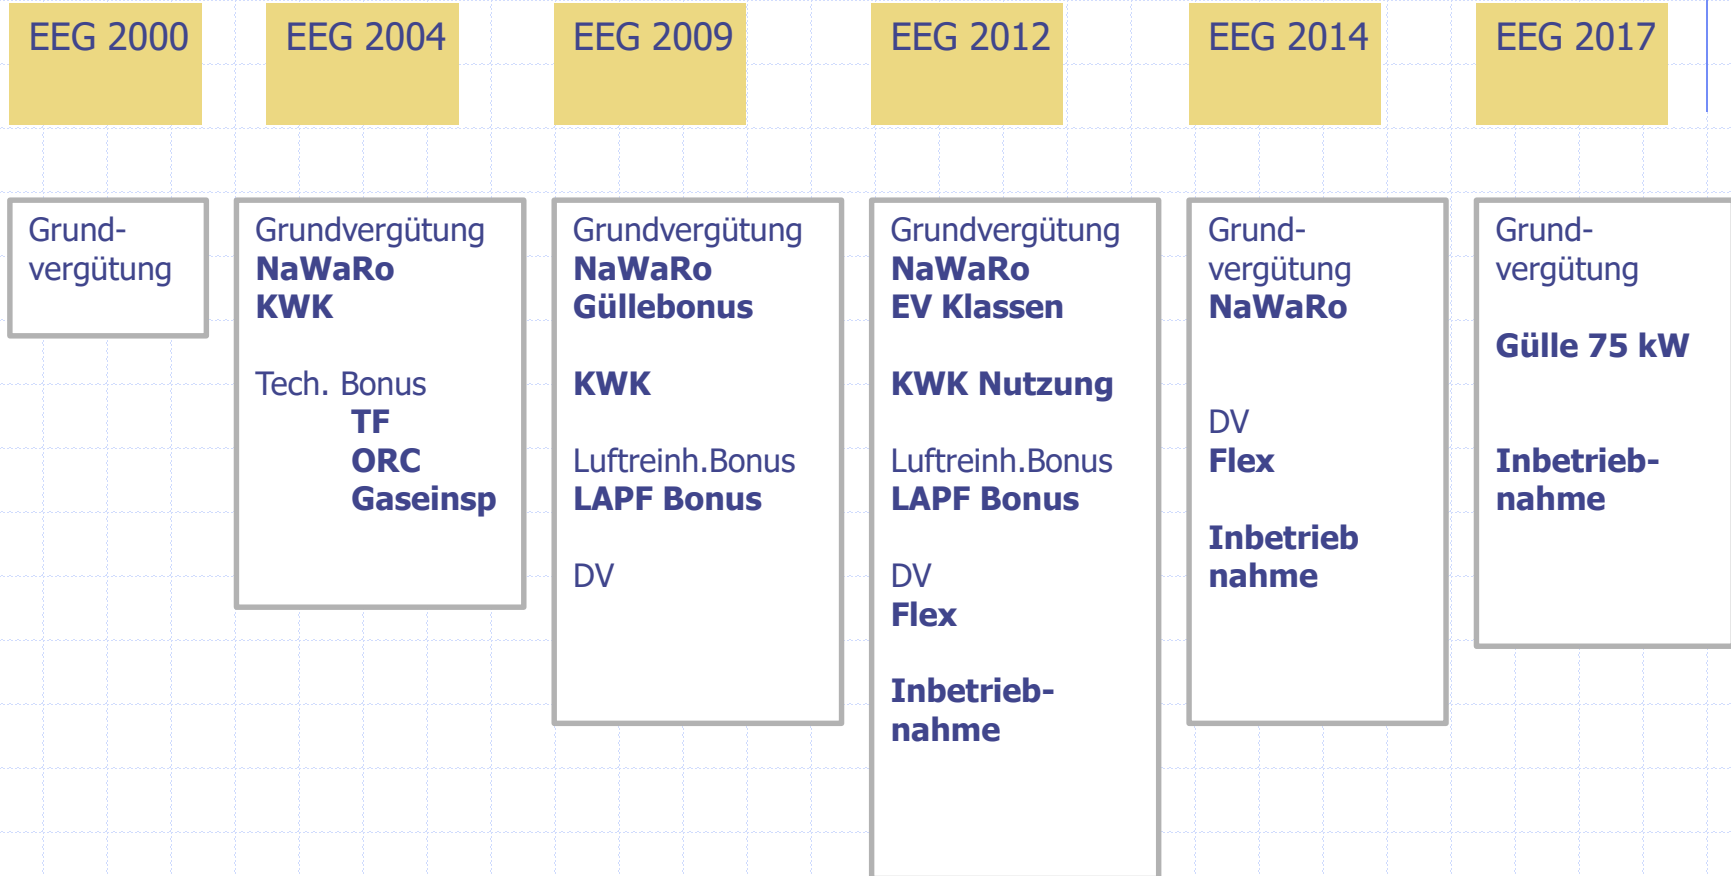 EEG 2000
EEG 2004
EEG 2009
EEG 2012
EEG 2014
EEG 2017
Grund-
vergütung
Grundvergütung
NaWaRo
KWK
Tech. Bonus
TF
ORC
Gaseinsp
Grundvergütung
NaWaRo
Güllebonus
KWK
Luftreinh.Bonus
LAPF Bonus
DV
Grundvergütung
NaWaRo
EV Klassen
KWK Nutzung
Luftreinh.Bonus
LAPF Bonus
DV
Flex
Inbetrieb-
nahme
Grund-
vergütung
NaWaRo
DV
Flex
Inbetrieb
nahme
Grund-
vergütung
Gülle 75 kW
Inbetrieb-
nahme